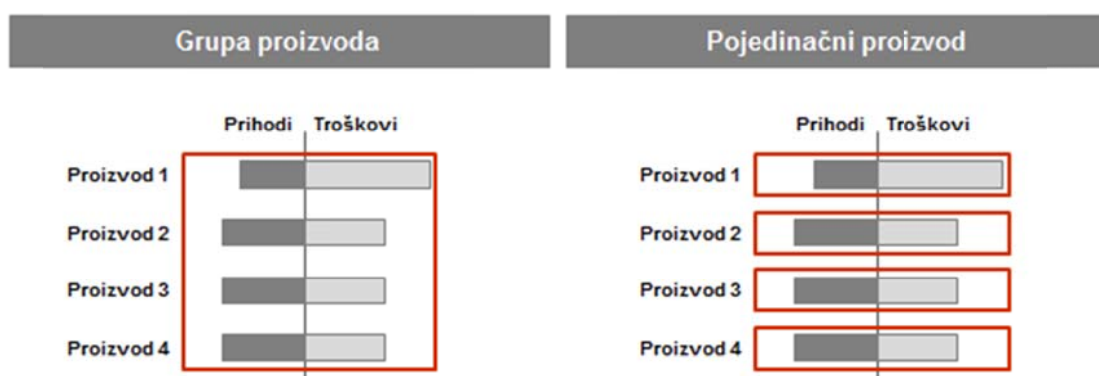 Grupa proizvoda
Prihodi Troškovi
Proizvod 1
Proizvod 2
Proizvod 3
Proizvod 4
Pojedinačni proizvod
Prihodi Troškovi
Proizvod 1
Proizvod 2
Proizvod 3
Proizvod 4